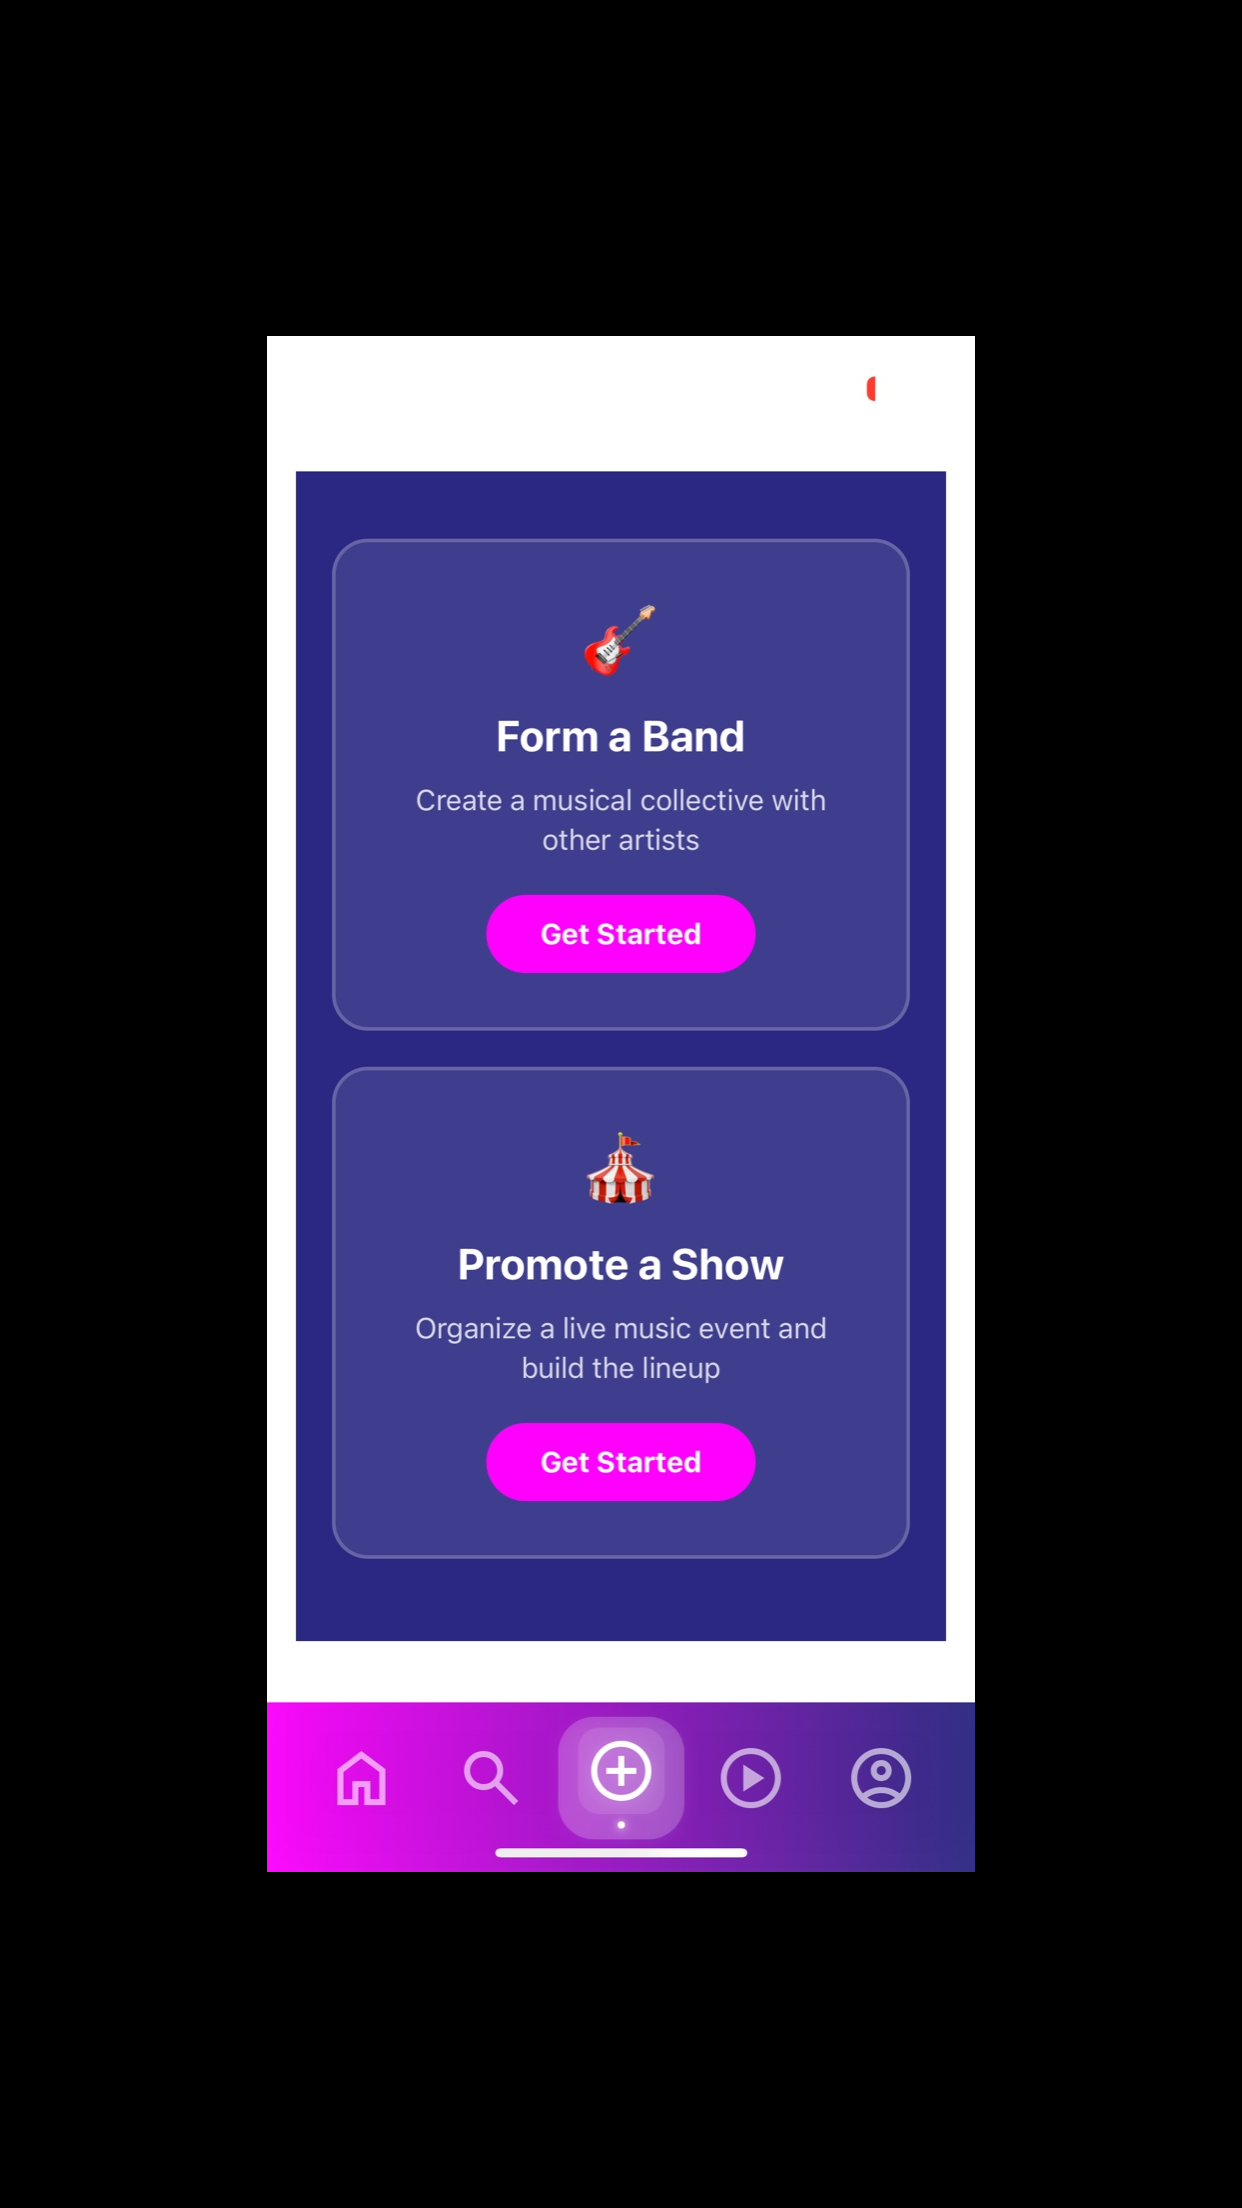 Form a Band
Create a musical collective with
other artists
Get Started
Promote a Show
Organize a live music event and
build the lineup
Get Started